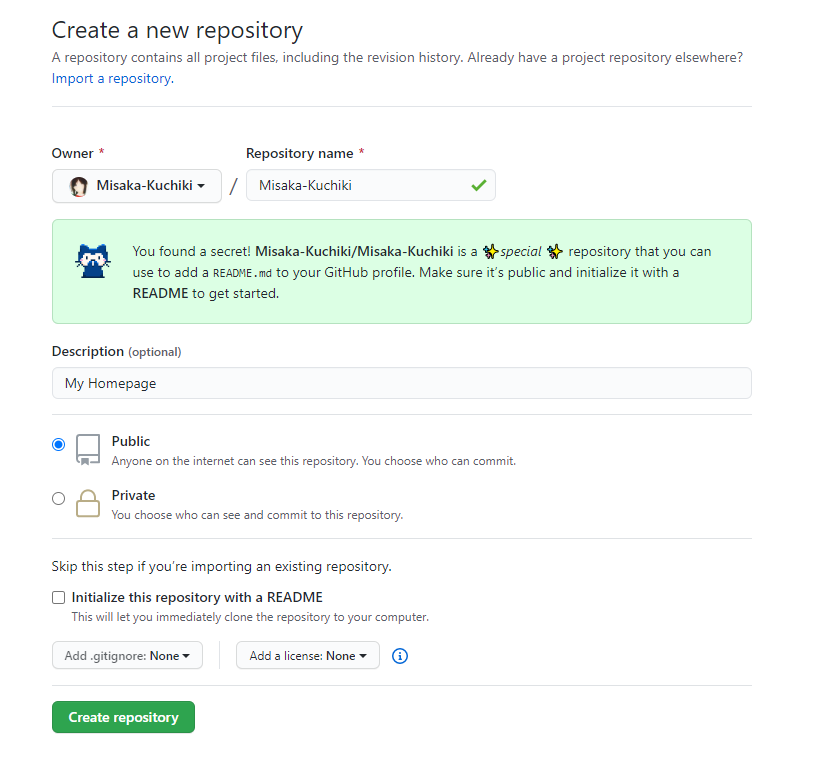 Create a new repository
A repository contains all project files, including the revision history. Already have a project repository elsewhere?
Import a repository.
Owner * Repository name *
Misaka-Kuchiki / Misaka-Kuchiki
You found a secret! Misaka-Kuchiki/Misaka-Kuchiki is a ✨special ✨ repository that you can
use to add a README.md to your GitHub profile. Make sure it’s public and initialize it with a
README to get started.
Description (optional)
My Homepage
Public
Anyone on the internet can see this repository. You choose who can commit.
Private
You choose who can see and commit to this repository.
Skip this step if you’re importing an existing repository.
Initialize this repository with a README
This will let you immediately clone the repository to your computer.
Add .gitignore: None Add a license: None
Create repository